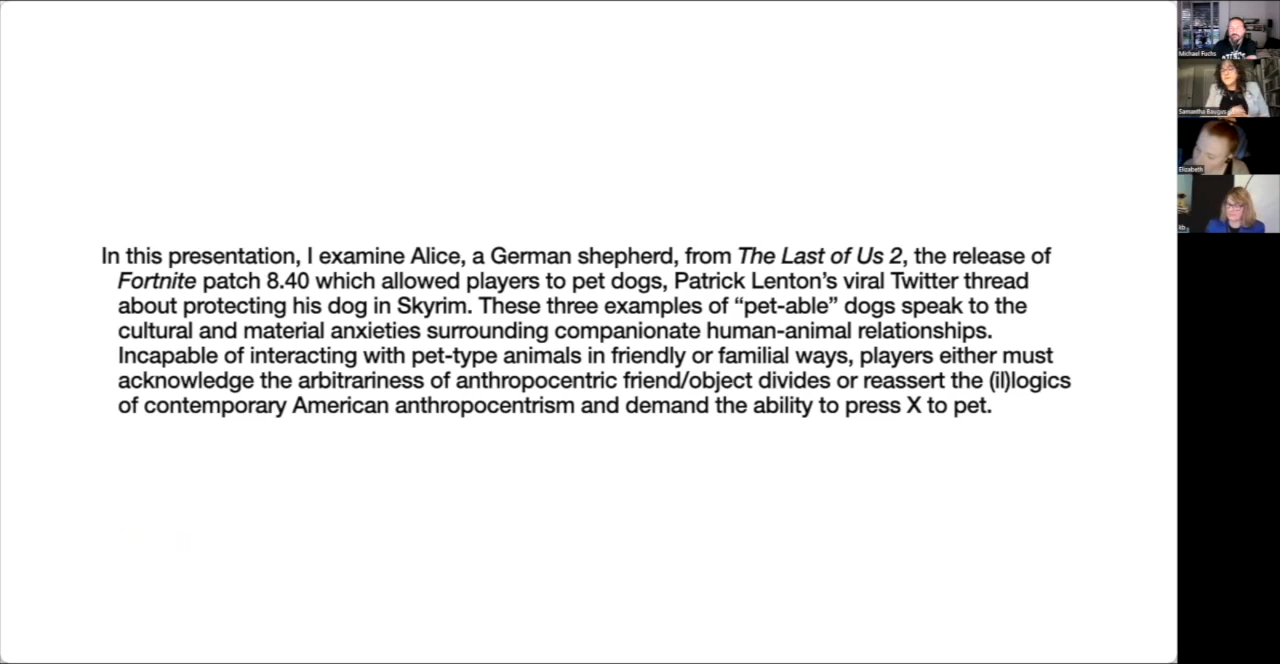 In this presentation, I examine Alice, a German shepherd, from The Last of Us 2, the release of
Fortnite patch 8.40 which allowed players to pet dogs, Patrick Lenton’s viral Twitter thread
about protecting his dog in Skyrim. These three examples of “pet-able” dogs speak to the
cultural and material anxieties surrounding companionate human-animal relationships.
Incapable of interacting with pet-type animals in friendly or familial ways, players either must
acknowledge the arbitrariness of anthropocentric friend/object divides or reassert the (il)logics
of contemporary American anthropocentrism and demand the ability to press X to pet.
Michael Fuchs
Samantha Baugus
Elizabeth